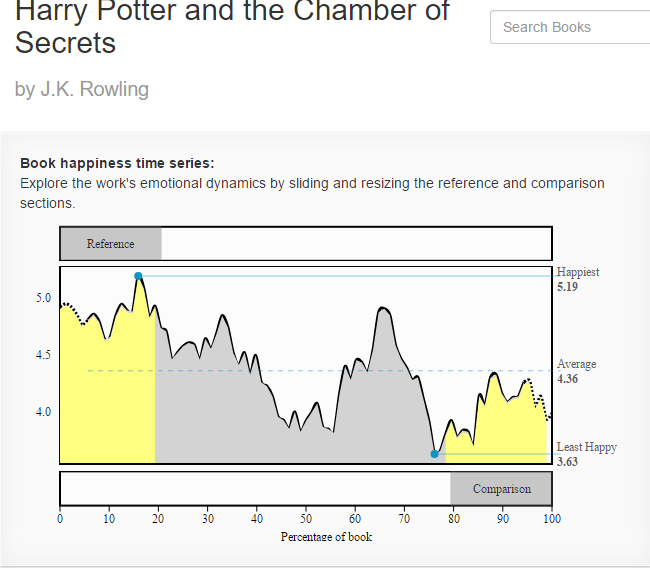 Harry Potter and the Chamber of
Secrets
Search Books
by J.K. Rowling
Book happiness time series:
Explore the work's emotional dynamics by sliding and resizing the reference and comparison
sections.
Reference
Happiest
5.19
5.0
4.5
Average
4.36
4.0
Least Happy
3.63
Comparison
0 10 20 30 40 50 60 70 80 90 100
Percentage of book